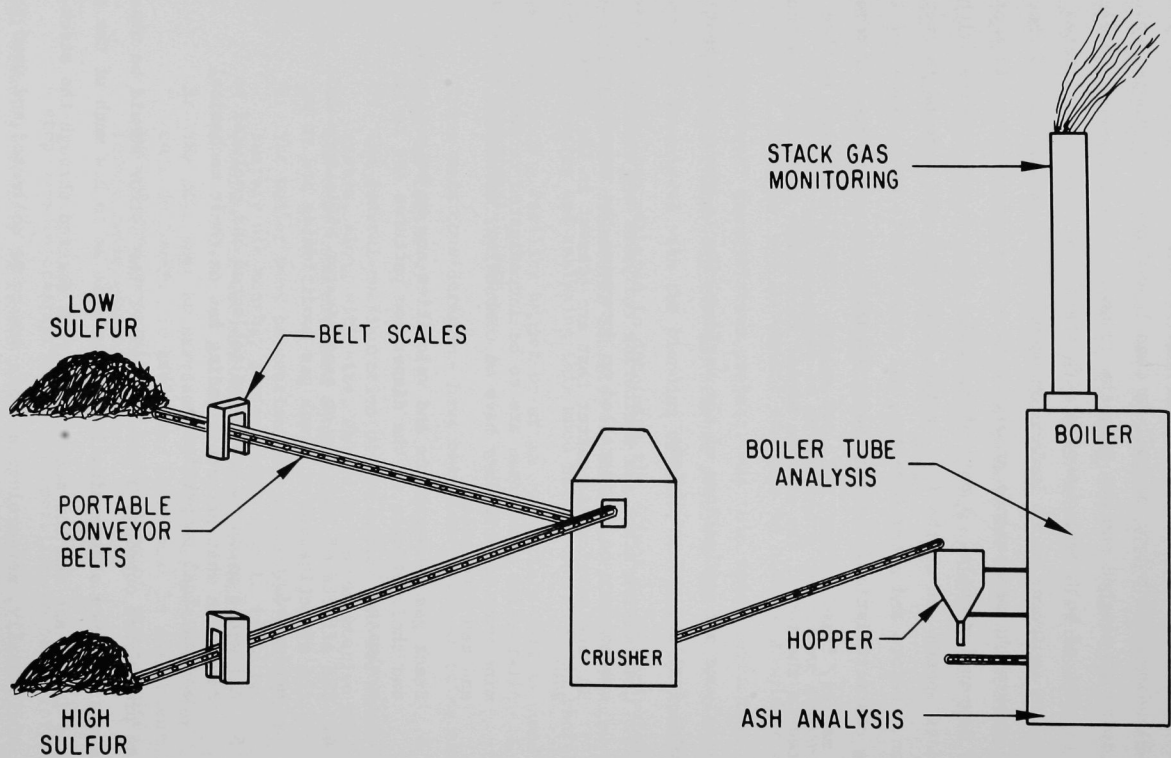 STACK GAS
MONITORING
LOW
SULFUR
BELT SCALES
BOILER
BOILER TUBE
ANALYSIS
PORTABLE
CONVEYOR
BELTS
HOPPER
CRUSHER
ASH ANALYSIS
HIGH
SULFUR